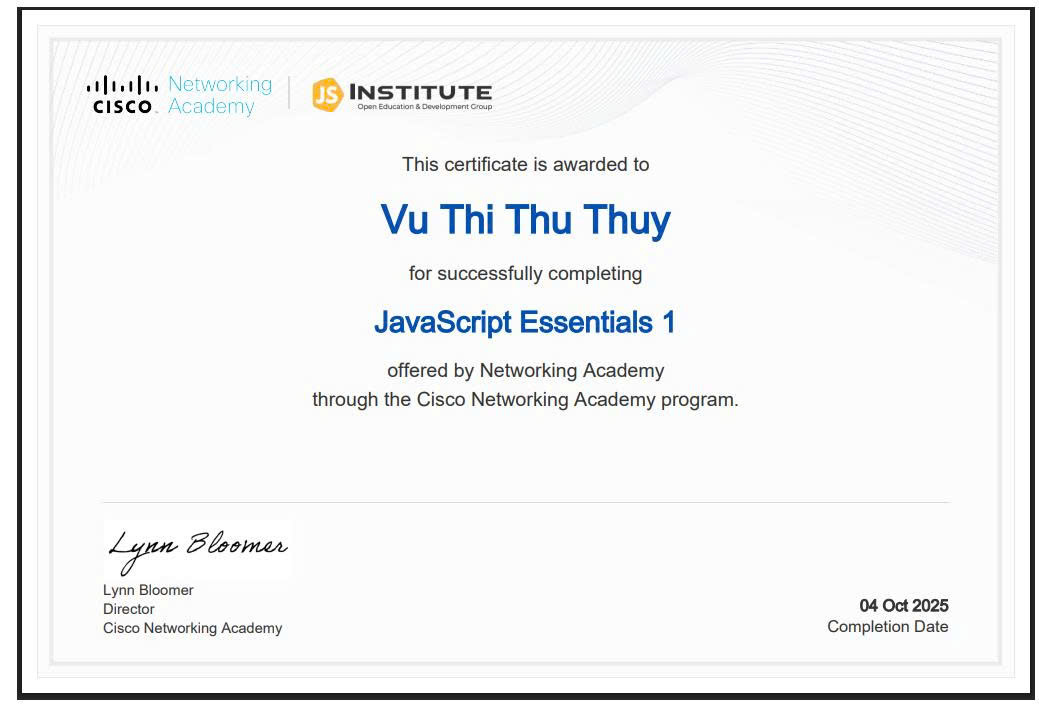 CISCO Networking Academy
JS INSTITUTE
Open Education & Development Group
This certificate is awarded to
Vu Thi Thu Thuy
for successfully completing
JavaScript Essentials 1
offered by Networking Academy
through the Cisco Networking Academy program.
Lynn Bloomer
Lynn Bloomer
Director
Cisco Networking Academy
04 Oct 2025
Completion Date